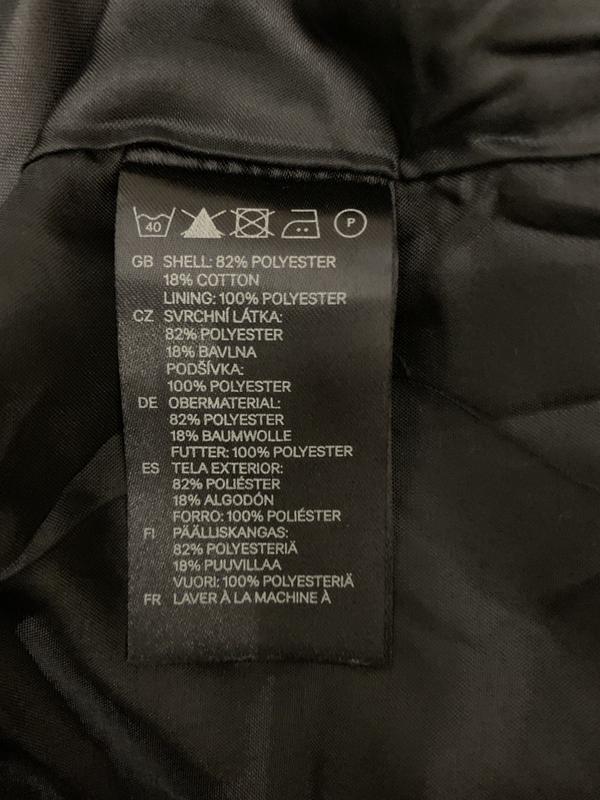 40 P
GB SHELL: 82% POLYESTER
18% COTTON
LINING: 100% POLYESTER
CZ SVRCHNÍ LÁTKA:
82% POLYESTER
18% BAVLNA
PODŠÍVKA:
100% POLYESTER
DE OBERMATERIAL:
82% POLYESTER
18% BAUMWOLLE
FUTTER: 100% POLYESTER
ES TELA EXTERIOR:
82% POLIÉSTER
18% ALGODÓN
FORRO: 100% POLIÉSTER
FI PÄÄLLISKANGAS:
82% POLYESTERIÄ
18% PUUVILLAA
VUORI: 100% POLYESTERIÄ
FR LAVER À LA MACHINE À